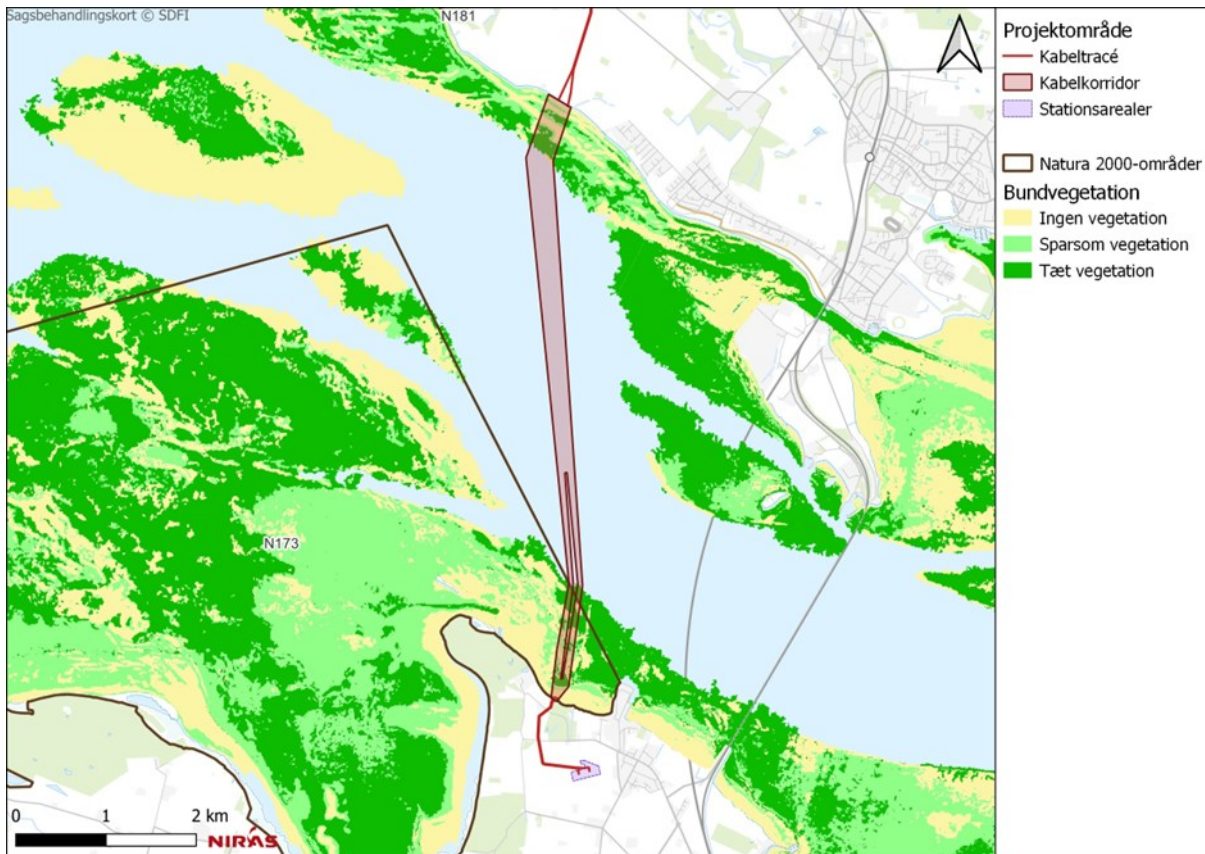 Sagsbehandlingskort © SDFI
N181
N173
0 1 2 km
NIRÁS
Projektområde
Kabeltracé
Kabelkorridor
Stationsarealer
Natura 2000-områder
Bundvegetation
Ingen vegetation
Sparsom vegetation
Tæt vegetation